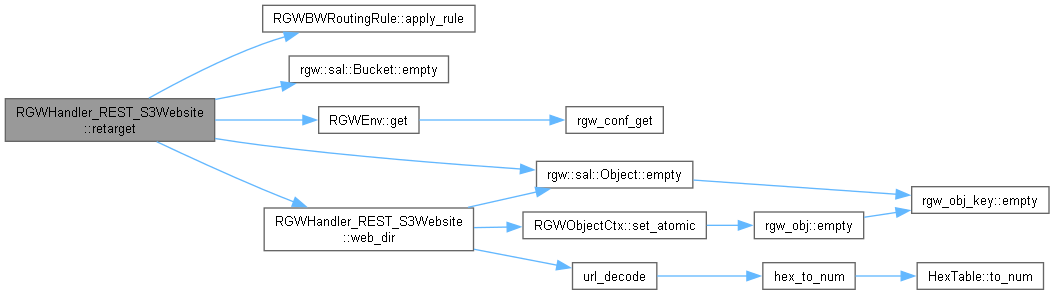 RGWBWRoutingRule::apply_rule
rgw::sal::Bucket::empty
RGWHandler_REST_S3Website
::retarget
RGWEnv::get
rgw_conf_get
rgw::sal::Object::empty
rgw_obj_key::empty
RGWHandler_REST_S3Website
::web_dir
RGWObjectCtx::set_atomic
rgw_obj::empty
url_decode
hex_to_num
HexTable::to_num